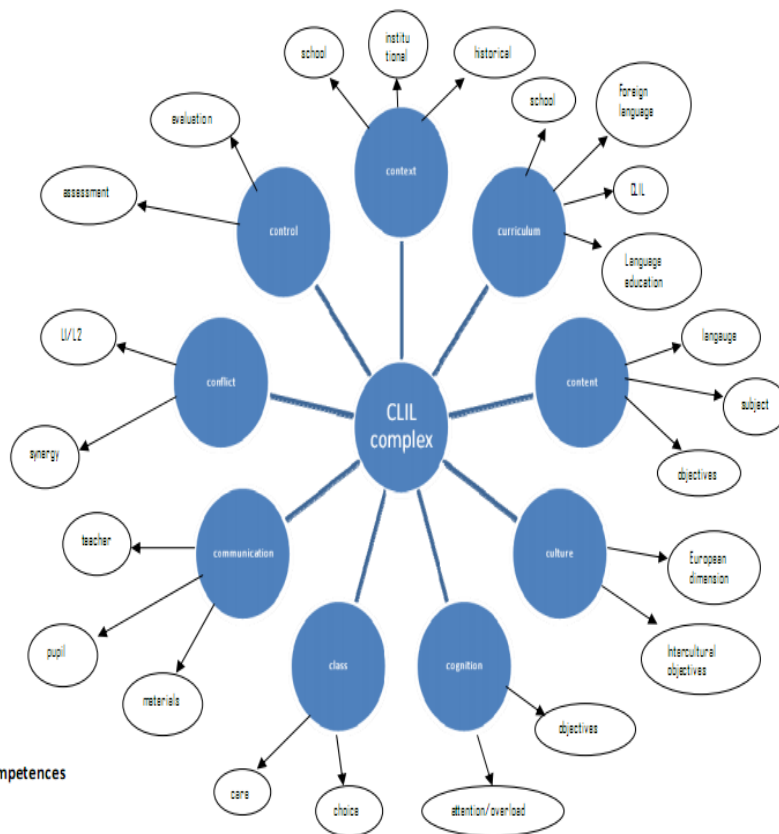 institu
tional
school
historical
school
Foreign
language
evaluation
context
assessment
control
curriculum
CLIL
Language
education
L1/L2
langauge
conflict
content
subject
CLIL
complex
synergy
objectives
teacher
communication
culture
European
dimension
pupil
Intercultural
objectives
class
cognition
materials
objectives
mpetences
care
choice
attention/overload